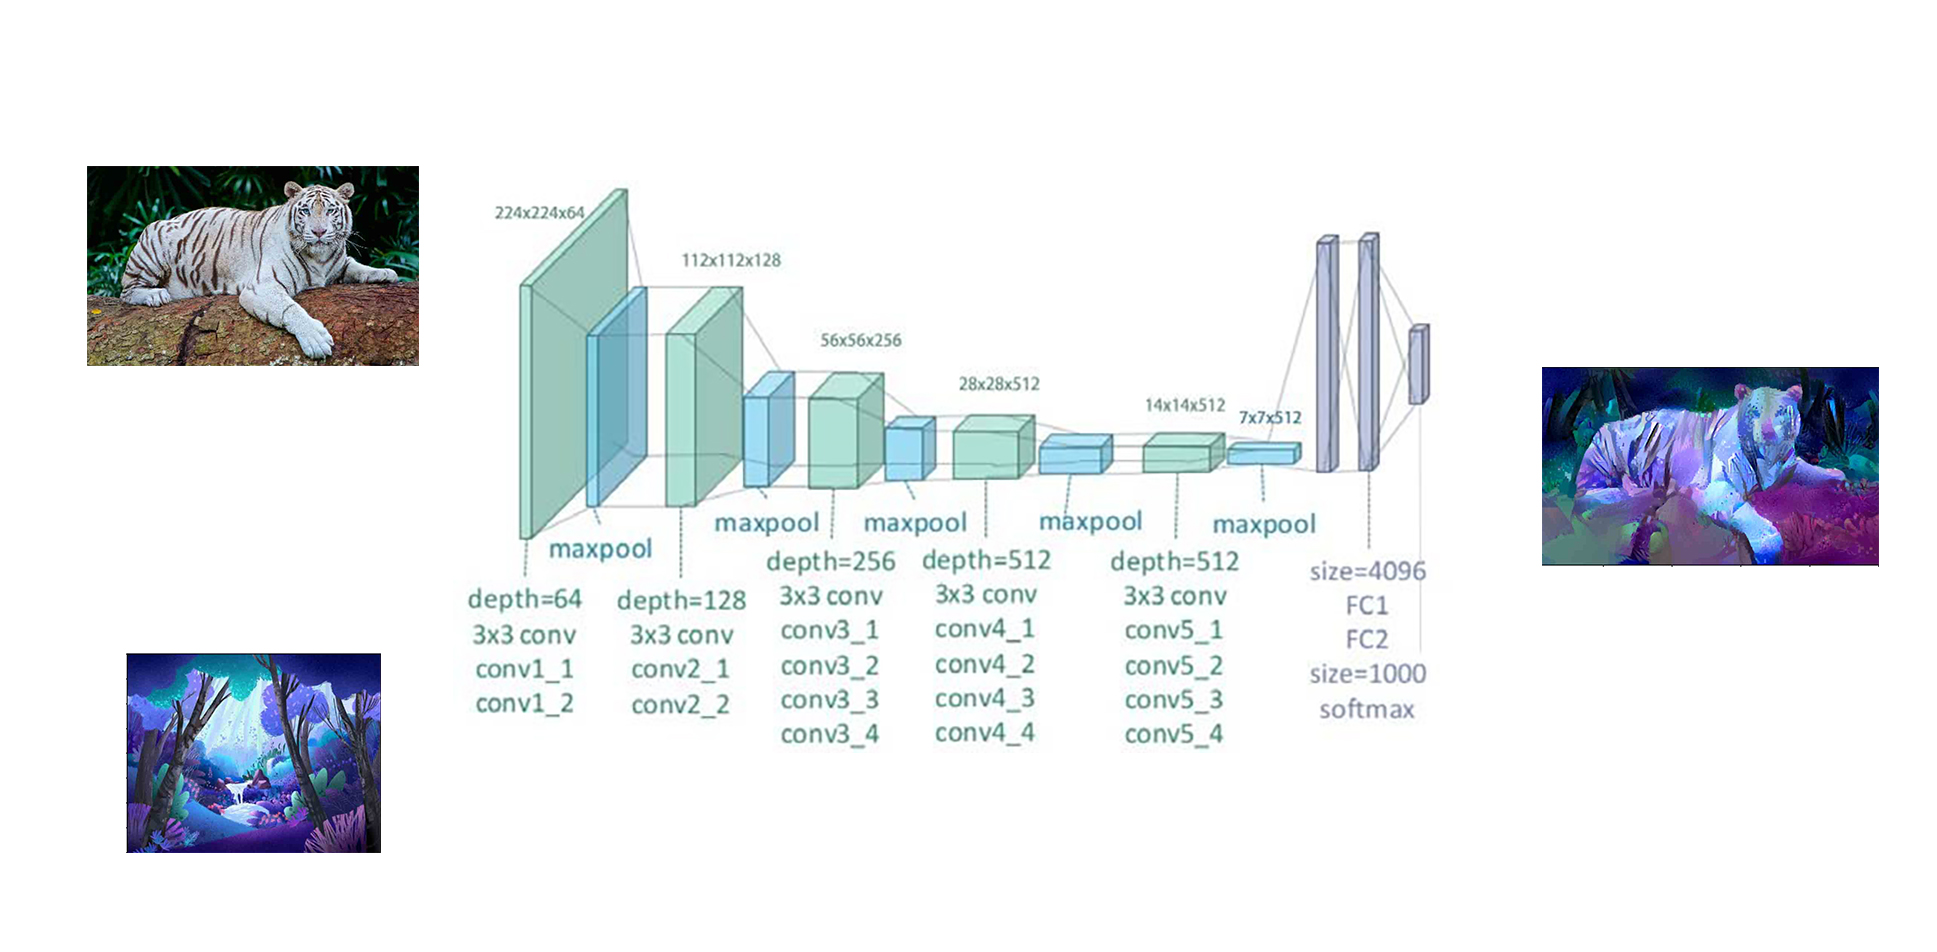 224x224x64
112x112x128
56x56x256
28x28x512
14x14x512
7x7x512
maxpool
maxpool
maxpool
maxpool
maxpool
depth=64
3x3 conv
conv1_1
conv1_2
depth=128
3x3 conv
conv2_1
conv2_2
depth=256
3x3 conv
conv3_1
conv3_2
conv3_3
conv3_4
depth=512
3x3 conv
conv4_1
conv4_2
conv4_3
conv4_4
depth=512
3x3 conv
conv5_1
conv5_2
conv5_3
conv5_4
size=4096
FC1
FC2
size=1000
softmax